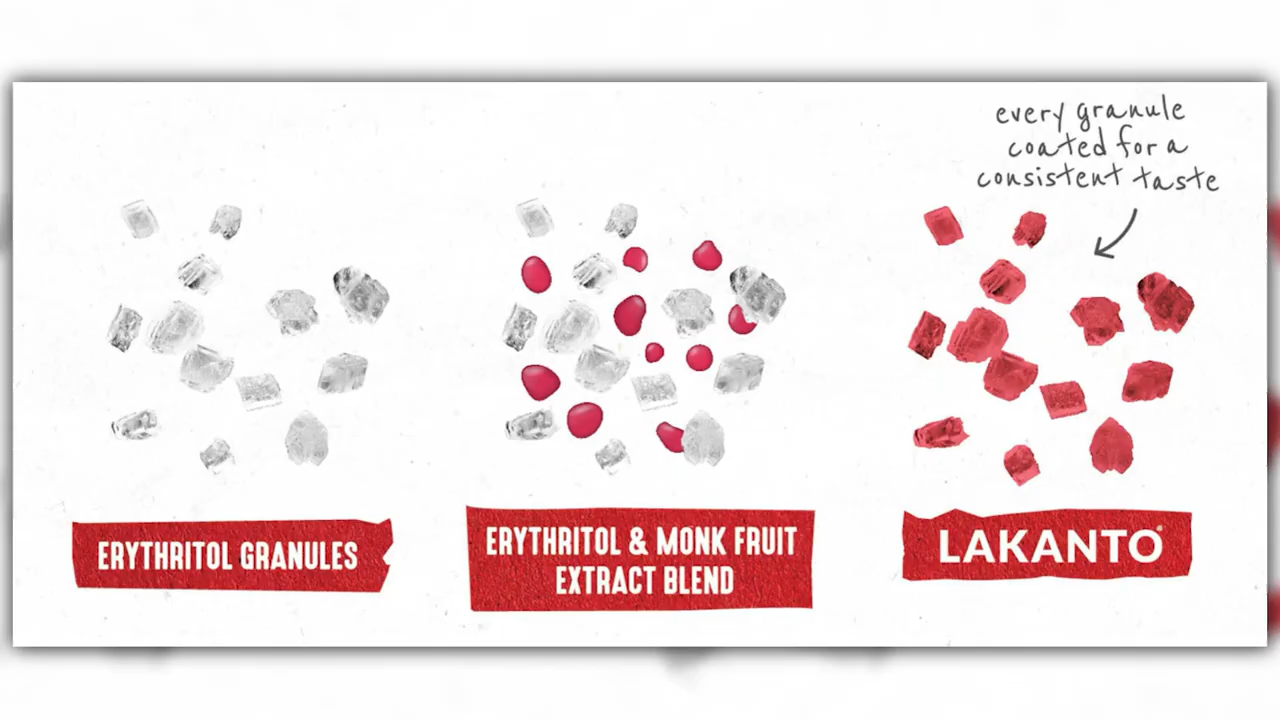 every granule
coated for a
consistent taste
ERYTHRITOL GRANULES
ERYTHRITOL & MONK FRUIT
EXTRACT BLEND
LAKANTO®